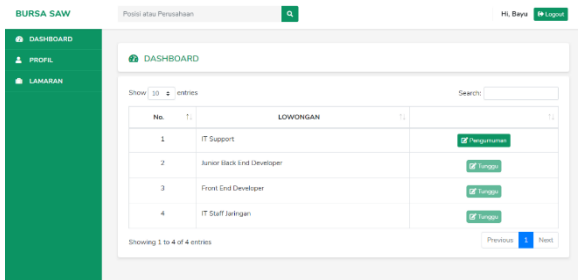 BURSA SAW
Posisi atau Perusahaan
Hi, Bayu
Logout
DASHBOARD
PROFIL
LAMARAN
DASHBOARD
Show 10 entries
Search:
No. LOWONGAN
1 IT Support Pengumuman
2 Junior Back End Developer Tunggu
3 Front End Developer Tunggu
4 IT Staff Jaringan Tunggu
Showing 1 to 4 of 4 entries
Previous 1 Next